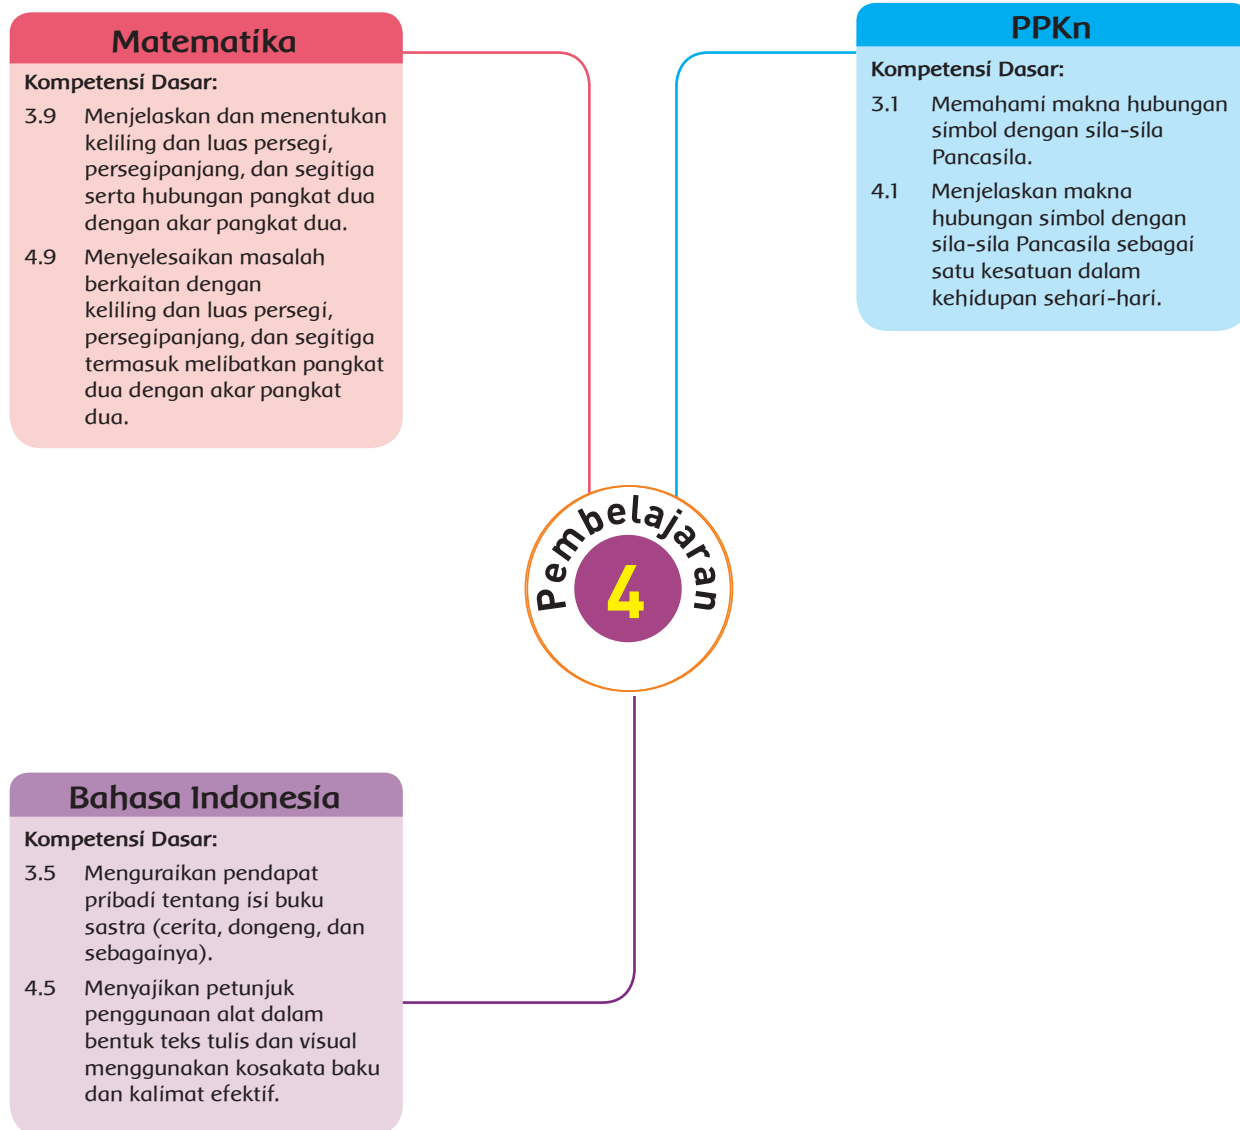 Matematika
Kompetensi Dasar:
3.9 Menjelaskan dan menentukan
keliling dan luas persegi,
persegipanjang, dan segitiga
serta hubungan pangkat dua
dengan akar pangkat dua.
4.9 Menyelesaikan masalah
berkaitan dengan
keliling dan luas persegi,
persegipanjang, dan segitiga
termasuk melibatkan pangkat
dua dengan akar pangkat
dua.
PPKn
Kompetensi Dasar:
3.1 Memahami makna hubungan
simbol dengan sila-sila
Pancasila.
4.1 Menjelaskan makna
hubungan simbol dengan
sila-sila Pancasila sebagai
satu kesatuan dalam
kehidupan sehari-hari.
Pembelajaran
4
Bahasa Indonesia
Kompetensi Dasar:
3.5 Menguraikan pendapat
pribadi tentang isi buku
sastra (cerita, dongeng, dan
sebagainya).
4.5 Menyajikan petunjuk
penggunaan alat dalam
bentuk teks tulis dan visual
menggunakan kosakata baku
dan kalimat efektif.